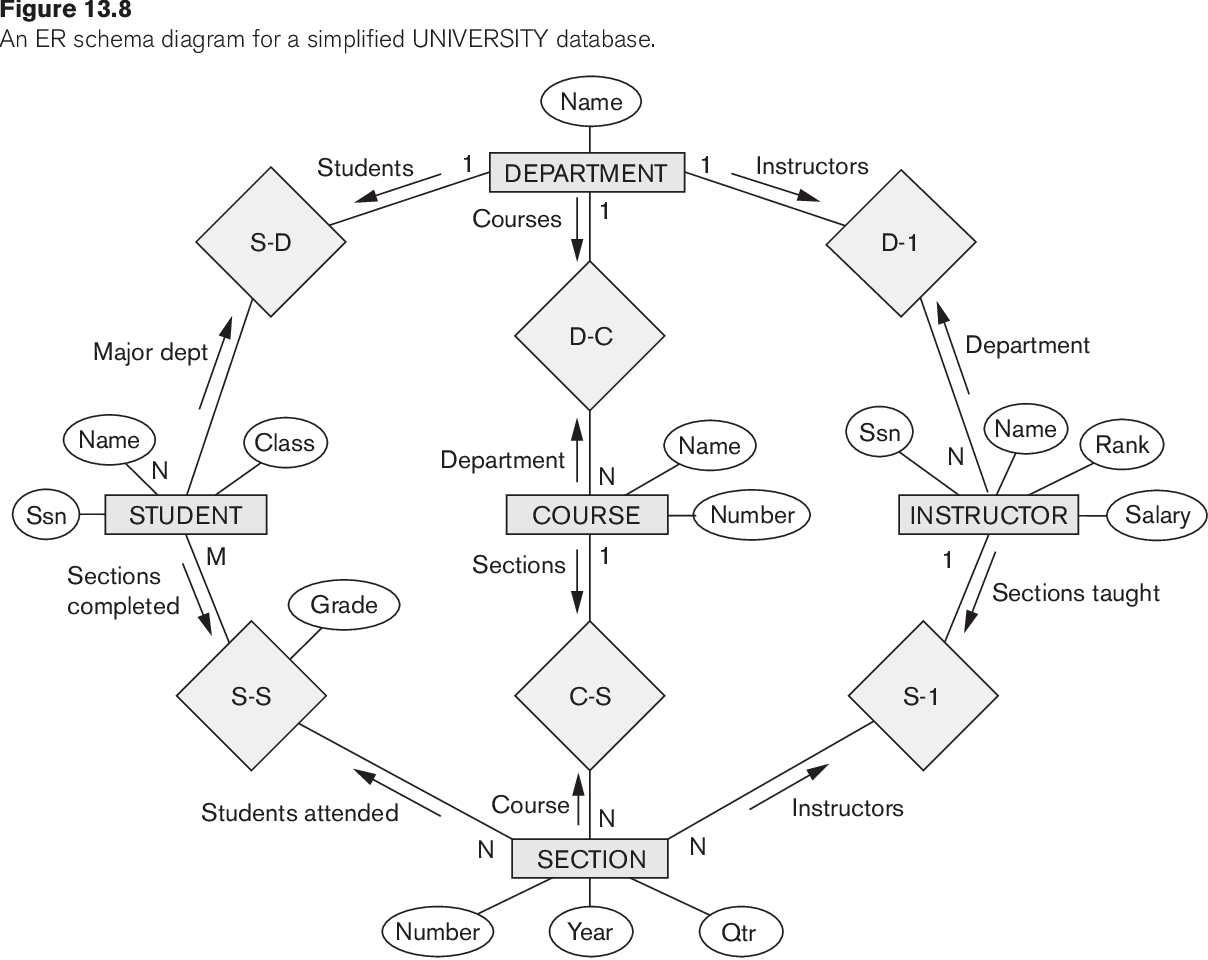 Figure 13.8
An ER schema diagram for a simplified UNIVERSITY database.
Name
Students
1
DEPARTMENT
1
Instructors
Courses
1
S-D
D-1
D-C
Major dept
Department
Name
N
Class
Department
N
Name
Ssn
N
Name
Rank
Ssn
STUDENT
COURSE
Number
INSTRUCTOR
Salary
M
Sections
completed
Sections
1
1
Sections taught
Grade
S-S
C-S
S-1
Students attended
Course
N
Instructors
N
SECTION
N
Number
Year
Qtr